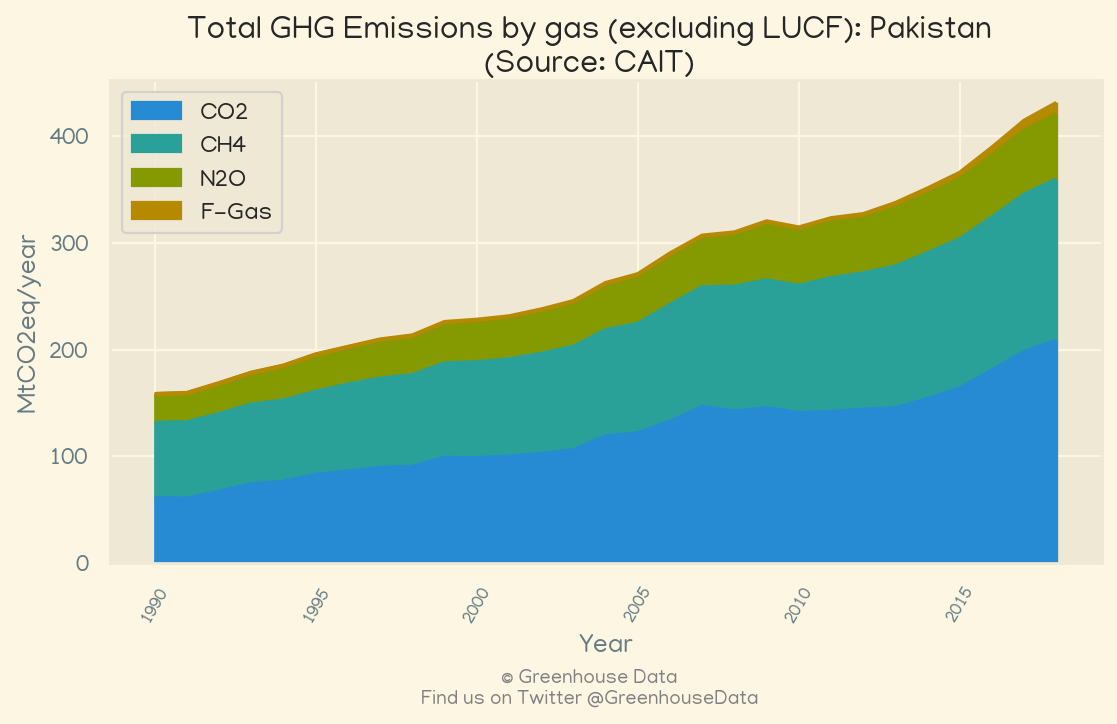 Total GHG Emissions by gas (excluding LUCF): Pakistan
(Source: CAIT)
CO2
CH4
N2O
F-Gas
MtCO2eq/year
400
300
200
100
0
1990
1995
2000
2005
2010
2015
Year
© Greenhouse Data
Find us on Twitter @GreenhouseData